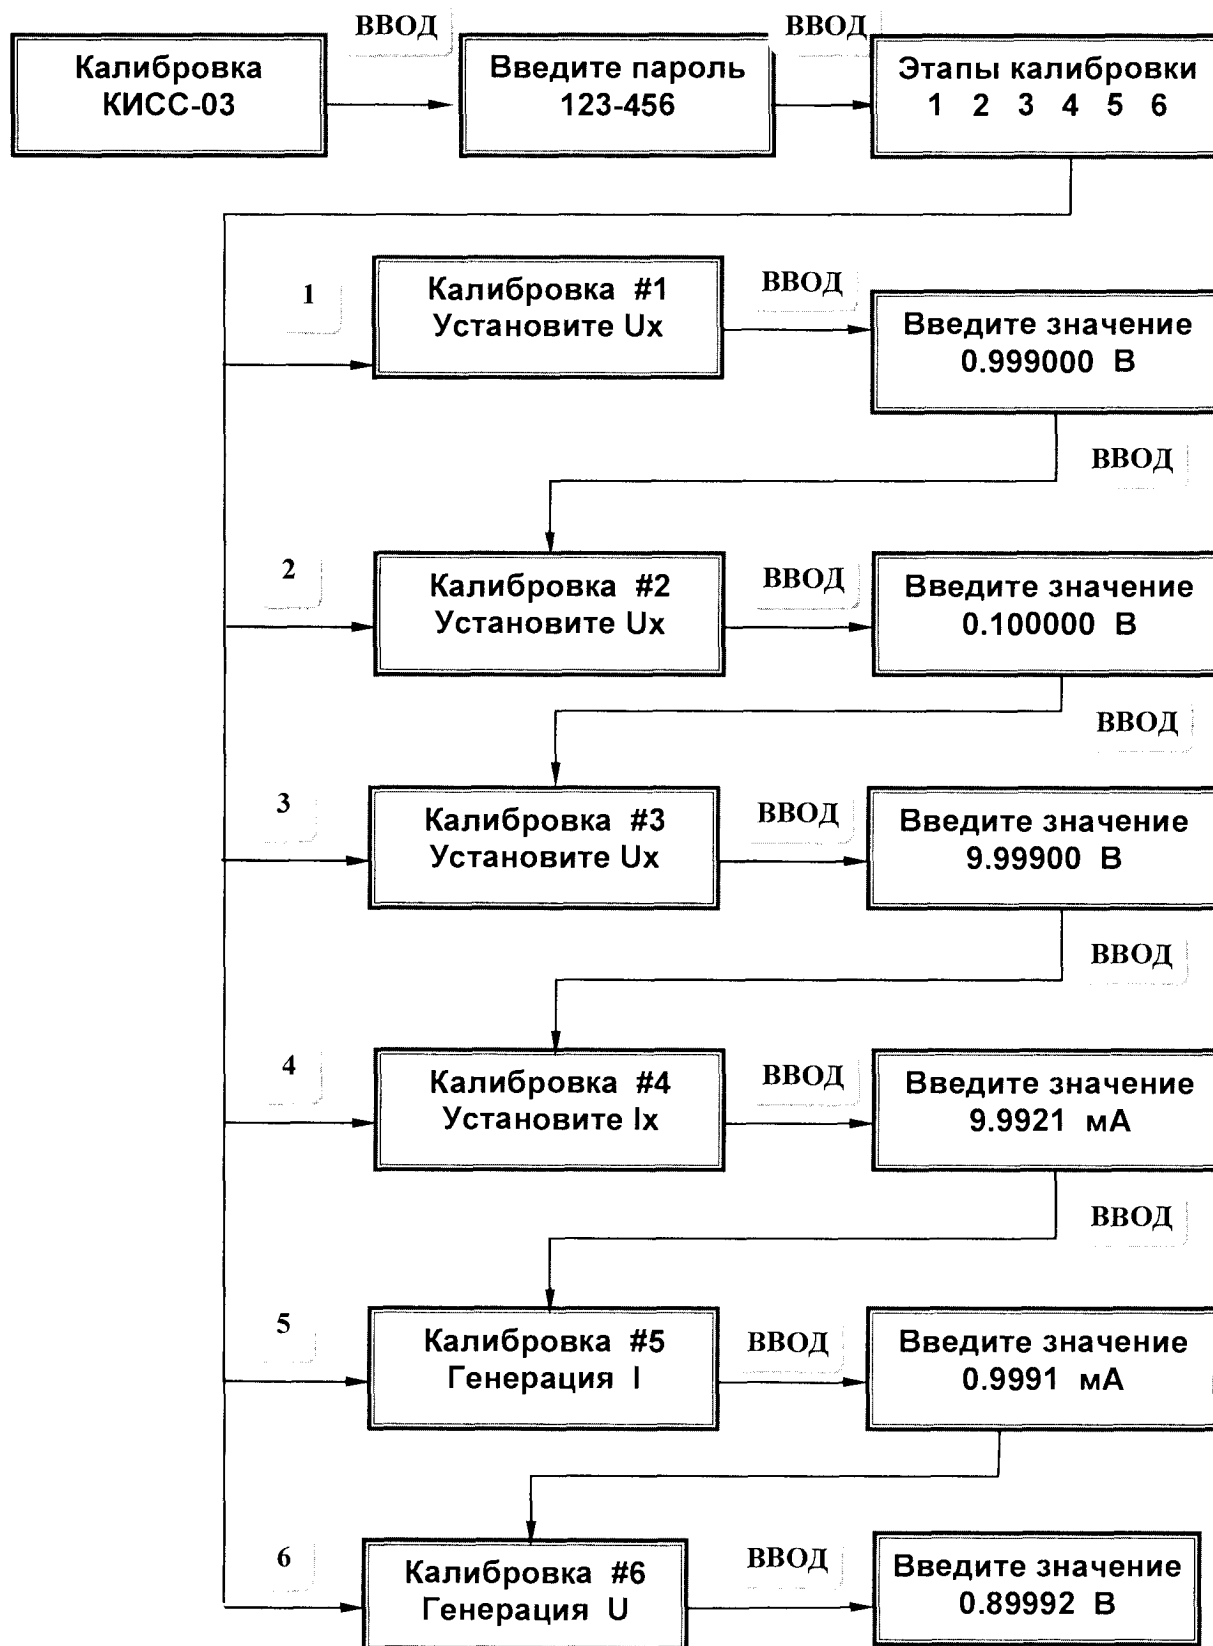 ВВОД
ВВОД
Калибровка
КИСС-03
Введите пароль
123-456
Этапы калибровки
1 2 3 4 5 6
1
Калибровка #1
Установите Ux
ВВОД
Введите значение
0.999000 В
ВВОД
2
Калибровка #2
Установите Ux
ВВОД
Введите значение
0.100000 В
ВВОД
3
Калибровка #3
Установите Ux
ВВОД
Введите значение
9.99900 В
ВВОД
4
Калибровка #4
Установите Ix
ВВОД
Введите значение
9.9921 мА
ВВОД
5
Калибровка #5
Генерация I
ВВОД
Введите значение
0.9991 мА
6
Калибровка #6
Генерация U
ВВОД
Введите значение
0.89992 В